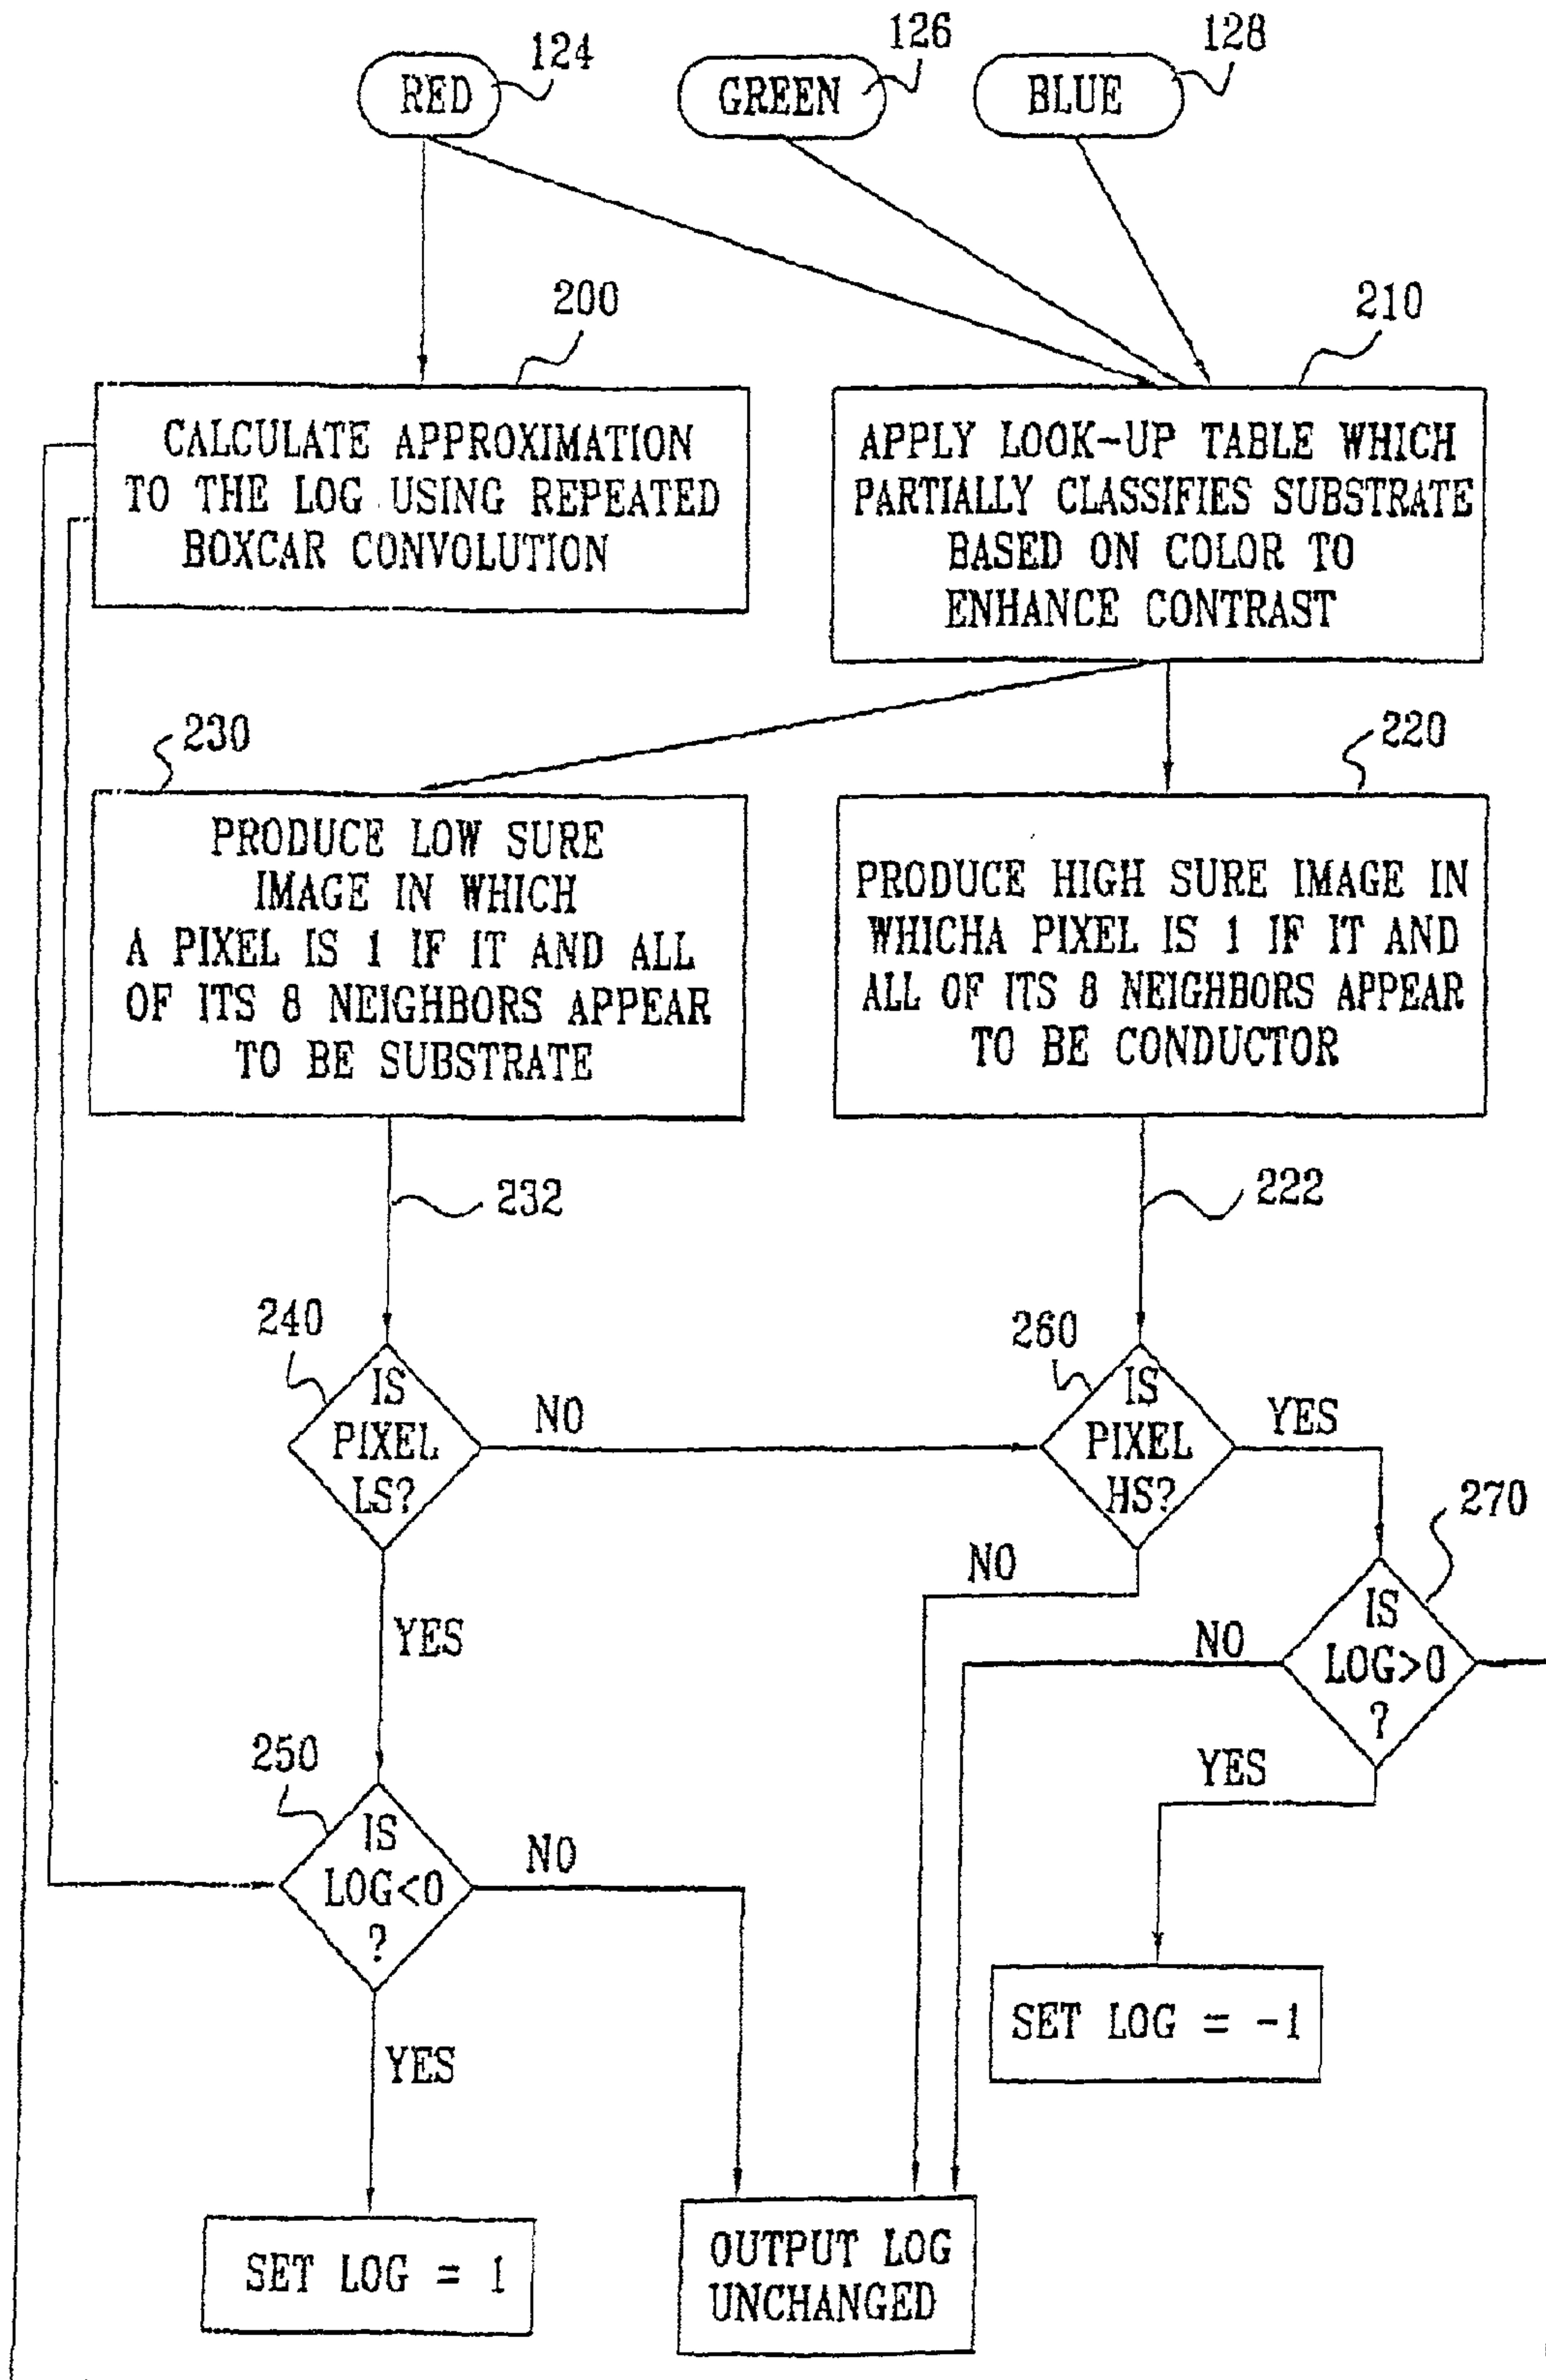 124
126
128
RED
GREEN
BLUE
200
210
CALCULATE APPROXIMATION
TO THE LOG USING REPEATED
BOXCAR CONVOLUTION
APPLY LOOK-UP TABLE WHICH
PARTIALLY CLASSIFIES SUBSTRATE
BASED ON COLOR TO
ENHANCE CONTRAST
230
220
PRODUCE LOW SURE
IMAGE IN WHICH
A PIXEL IS 1 IF IT AND ALL
OF ITS 8 NEIGHBORS APPEAR
TO BE SUBSTRATE
PRODUCE HIGH SURE IMAGE IN
WHICHA PIXEL IS 1 IF IT AND
ALL OF ITS 8 NEIGHBORS APPEAR
TO BE CONDUCTOR
232
222
240
IS
PIXEL
LS?
NO
260
IS
PIXEL
HS?
YES
270
NO
YES
IS
LOG>0
?
NO
YES
250
IS
LOG<0
?
NO
SET LOG = -1
YES
SET LOG = 1
OUTPUT LOG
UNCHANGED